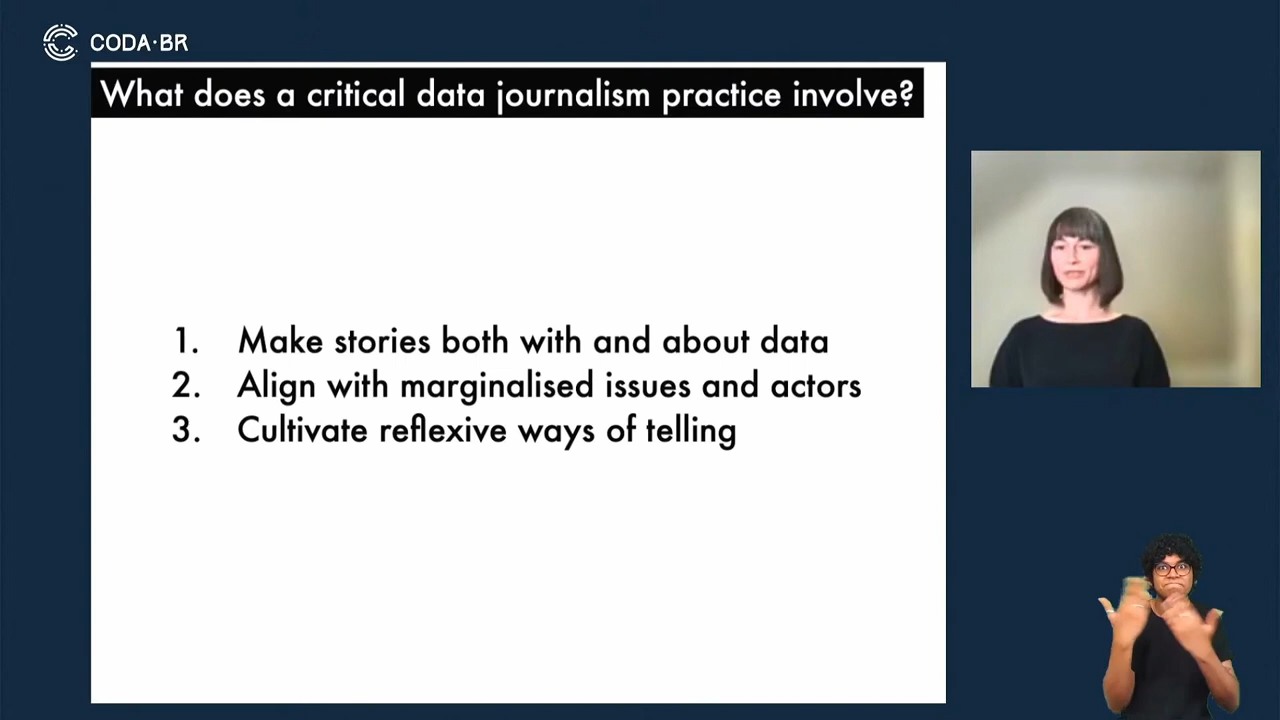 CODA·BR
What does a critical data journalism practice involve?
1. Make stories both with and about data
2. Align with marginalised issues and actors
3. Cultivate reflexive ways of telling